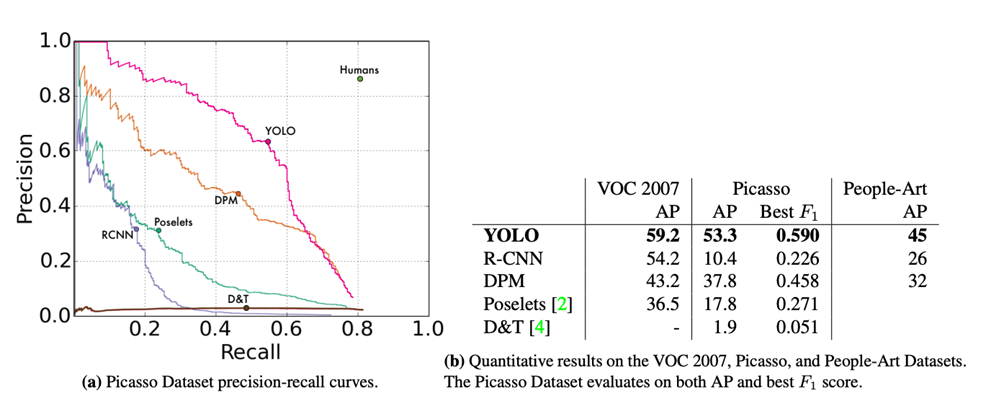 1.0
0.8
0.6
0.4
0.2
0.0
0.2 0.4 0.6 0.8 1.0
Precision
Recall
Humans
YOLO
DPM
Poselets
RCNN
D&T
(a) Picasso Dataset precision-recall curves.
VOC 2007 Picasso People-Art
AP AP Best F1 AP
YOLO 59.2 53.3 0.590 45
R-CNN 54.2 10.4 0.226 26
DPM 43.2 37.8 0.458 32
Poselets [2] 36.5 17.8 0.271
D&T [4] - 1.9 0.051
(b) Quantitative results on the VOC 2007, Picasso, and People-Art Datasets.
The Picasso Dataset evaluates on both AP and best F1 score.